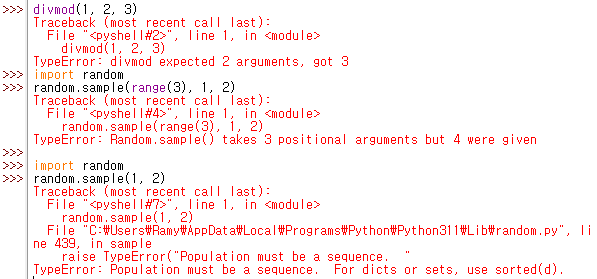 >>> divmod(1, 2, 3)
Traceback (most recent call last):
  File "<pyshell#2>", line 1, in <module>
    divmod(1, 2, 3)
TypeError: divmod expected 2 arguments, got 3
>>> import random
>>> random.sample(range(3), 1, 2)
Traceback (most recent call last):
  File "<pyshell#4>", line 1, in <module>
    random.sample(range(3), 1, 2)
TypeError: Random.sample() takes 3 positional arguments but 4 were given
>>>
>>> import random
>>> random.sample(1, 2)
Traceback (most recent call last):
  File "<pyshell#7>", line 1, in <module>
    random.sample(1, 2)
  File "C:₩Users₩Ramy₩AppData₩Local₩Programs₩Python₩Python311₩Lib₩random.py", li
ne 439, in sample
    raise TypeError("Population must be a sequence.  "
TypeError: Population must be a sequence.  For dicts or sets, use sorted(d).